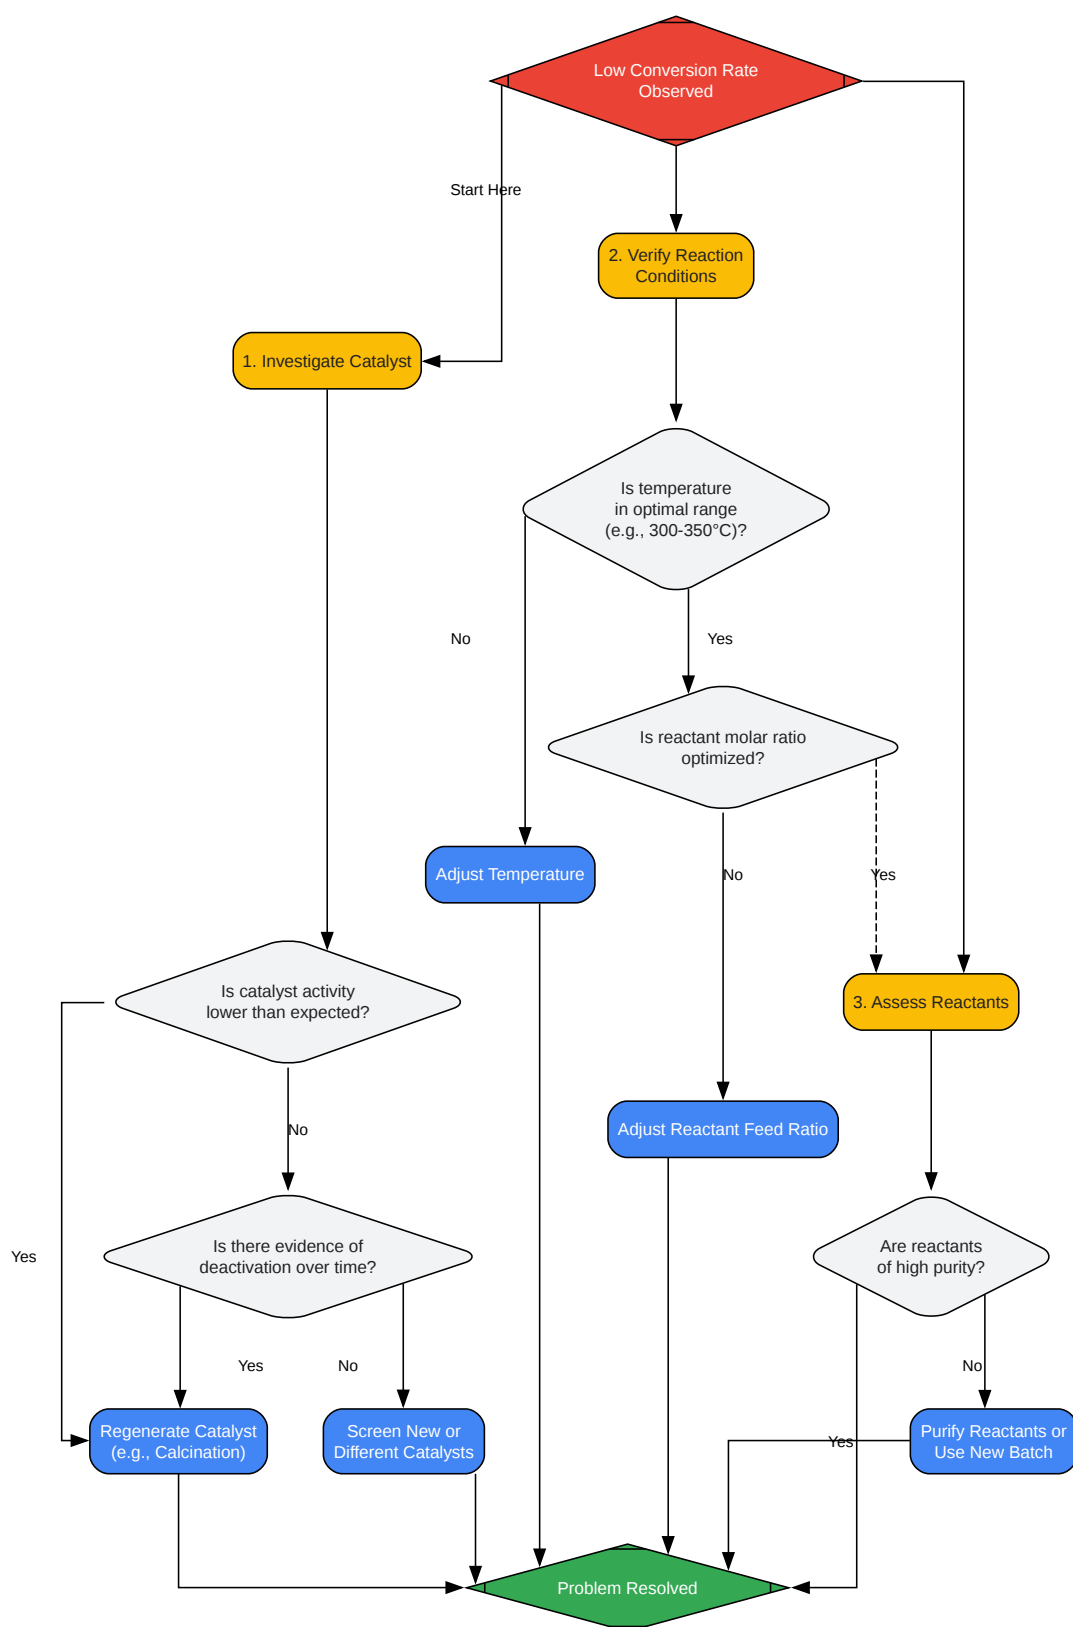 Low Conversion Rate
Observed
Start Here
2. Verify Reaction
Conditions
1. Investigate Catalyst
Is temperature
in optimal range
(e.g., 300-350°C)?
No
Yes
Is reactant molar ratio
optimized?
Adjust Temperature
No
Yes
Is catalyst activity
lower than expected?
3. Assess Reactants
No
Adjust Reactant Feed Ratio
Yes
Is there evidence of
deactivation over time?
Are reactants
of high purity?
Yes
No
No
Regenerate Catalyst
(e.g., Calcination)
Screen New or
Different Catalysts
Yes
Purify Reactants or
Use New Batch
Problem Resolved